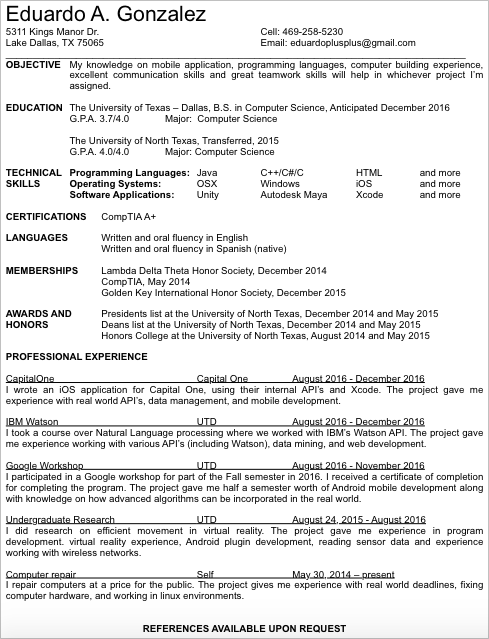 Eduardo A. Gonzalez
5311 Kings Manor Dr. Cell: 469-258-5230
Lake Dallas, TX 75065 Email: eduardoplusplus@gmail.com
OBJECTIVE My knowledge on mobile application, programming languages, computer building experience,
excellent communication skills and great teamwork skills will help in whichever project I'm
assigned.
EDUCATION The University of Texas – Dallas, B.S. in Computer Science, Anticipated December 2016
G.P.A. 3.7/4.0 Major: Computer Science
The University of North Texas, Transferred, 2015
G.P.A. 4.0/4.0 Major: Computer Science
TECHNICAL Programming Languages: Java C++/C#/C HTML and more
SKILLS Operating Systems: OSX Windows iOS and more
Software Applications: Unity Autodesk Maya Xcode and more
CERTIFICATIONS CompTIA A+
LANGUAGES Written and oral fluency in English
Written and oral fluency in Spanish (native)
MEMBERSHIPS Lambda Delta Theta Honor Society, December 2014
CompTIA, May 2014
Golden Key International Honor Society, December 2015
AWARDS AND Presidents list at the University of North Texas, December 2014 and May 2015
HONORS Deans list at the University of North Texas, December 2014 and May 2015
Honors College at the University of North Texas, August 2014 and May 2015
PROFESSIONAL EXPERIENCE
CapitalOne Capital One August 2016 - December 2016
I wrote an iOS application for Capital One, using their internal API's and Xcode. The project gave me
experience with real world API's, data management, and mobile development.
IBM Watson UTD August 2016 - December 2016
I took a course over Natural Language processing where we worked with IBM's Watson API. The project gave
me experience working with various API's (including Watson), data mining, and web development.
Google Workshop UTD August 2016 - November 2016
I participated in a Google workshop for part of the Fall semester in 2016. I received a certificate of completion
for completing the program. The project gave me half a semester worth of Android mobile development along
with knowledge on how advanced algorithms can be incorporated in the real world.
Undergraduate Research UTD August 24, 2015 - August 2016
I did research on efficient movement in virtual reality. The project gave me experience in program
development. virtual reality experience, Android plugin development, reading sensor data and experience
working with wireless networks.
Computer repair Self May 30, 2014 – present
I repair computers at a price for the public. The project gives me experience with real world deadlines, fixing
computer hardware, and working in linux environments.
REFERENCES AVAILABLE UPON REQUEST